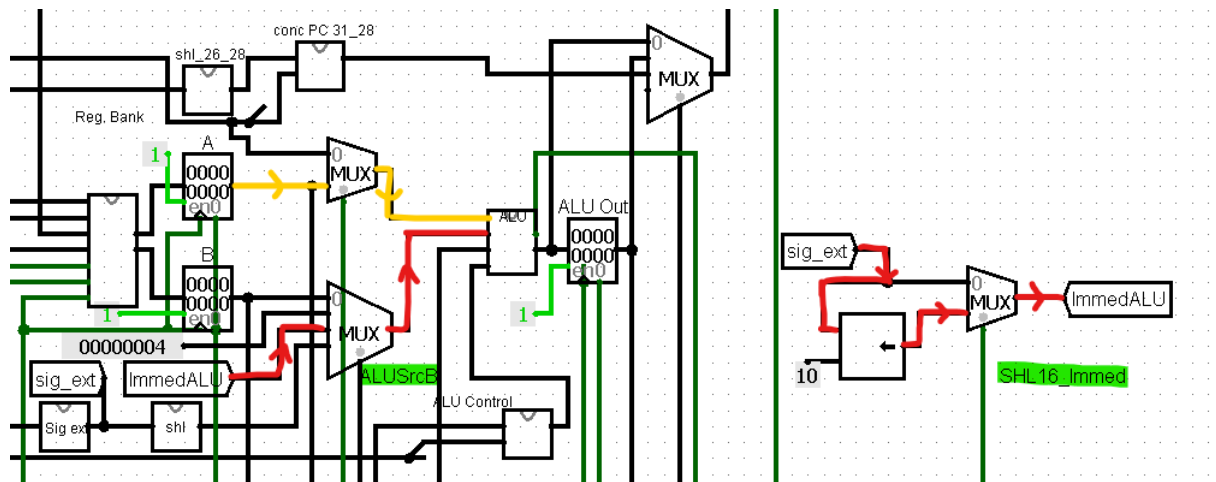 conc PC 31_28
shl_26_28
0
MUX
Reg. Bank
A
1
0000
0000
en0
0
MUX
ALU
ALU Out
0000
0000
en0
1
B
0000
0000
en0
1
0
MUX
00000004
sig_ext
ImmedALU
ALUSrcB
Sig ex
shl
ALU Control
sig_ext
0
MUX
ImmedALU
10
SHL16_Immed